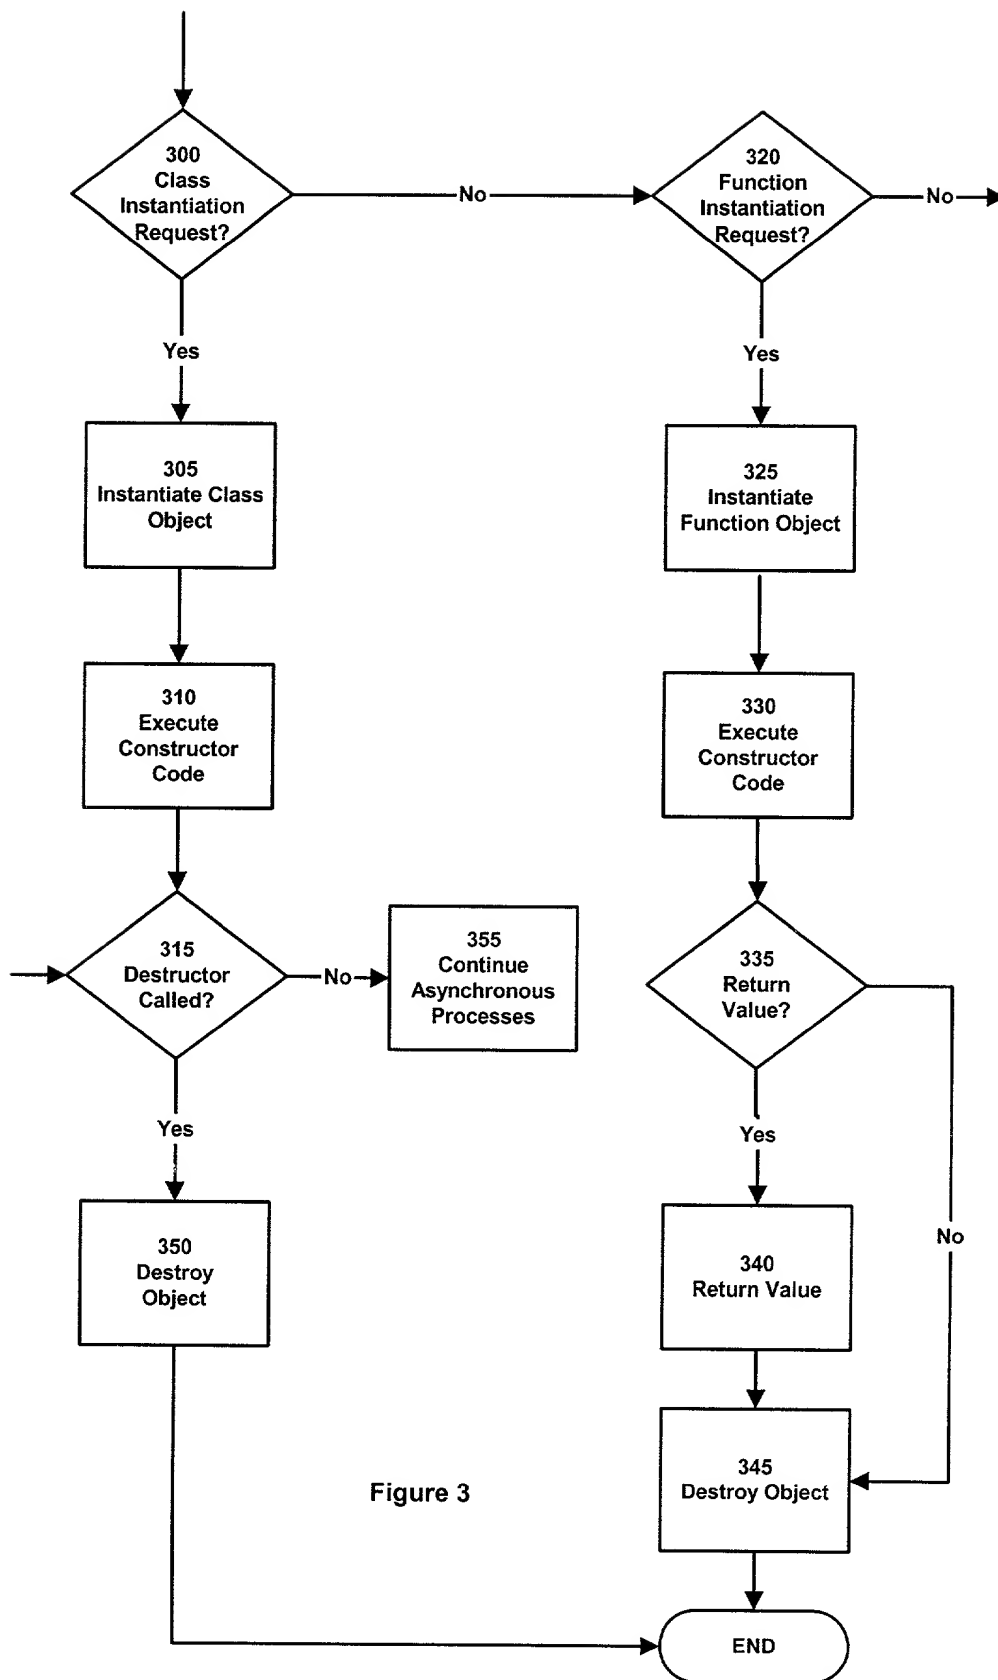 300
Class
Instantiation
Request?
No
320
Function
Instantiation
Request?
No
Yes
Yes
305
Instantiate Class
Object
325
Instantiate
Function Object
310
Execute
Constructor
Code
330
Execute
Constructor
Code
315
Destructor
Called?
No
355
Continue
Asynchronous
Processes
335
Return
Value?
Yes
Yes
350
Destroy
Object
340
Return Value
No
345
Destroy Object
Figure 3
END